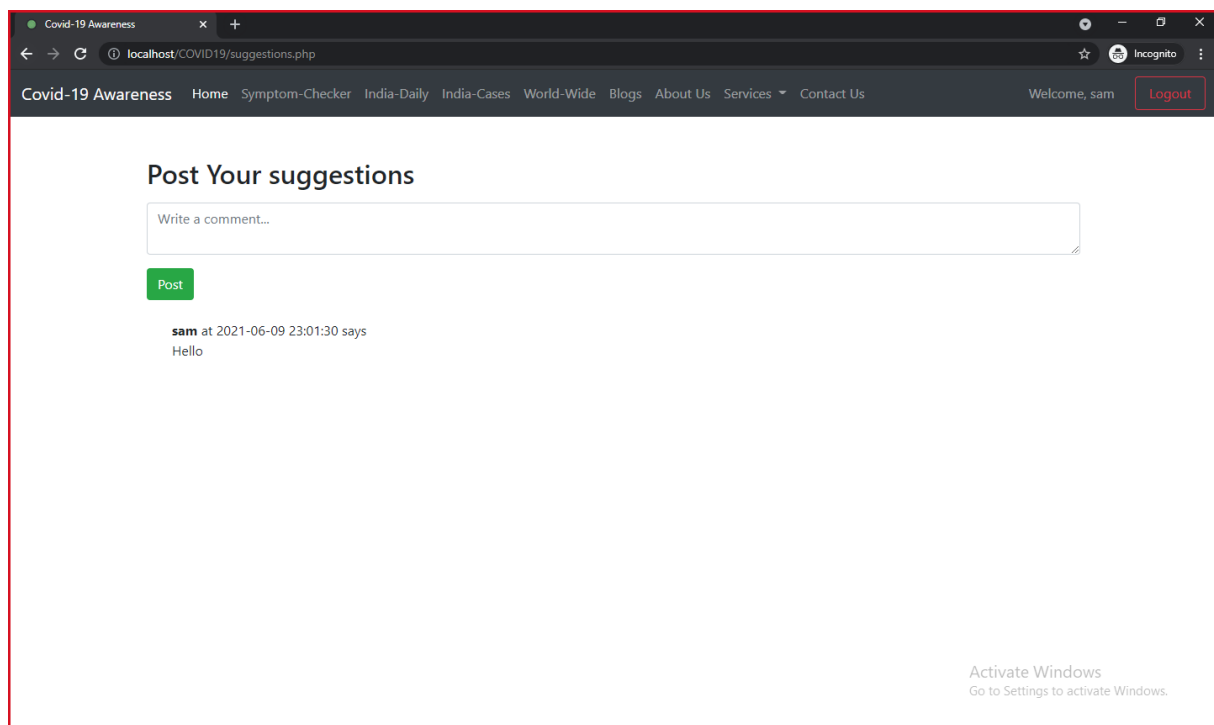 Covid-19 Awareness
localhost/COVID19/suggestions.php
Incognito
Covid-19 Awareness Home Symptom-Checker India-Daily India-Cases World-Wide Blogs About Us Services Contact Us Welcome, sam Logout
Post Your suggestions
Write a comment...
Post
sam at 2021-06-09 23:01:30 says
Hello
Activate Windows
Go to Settings to activate Windows.